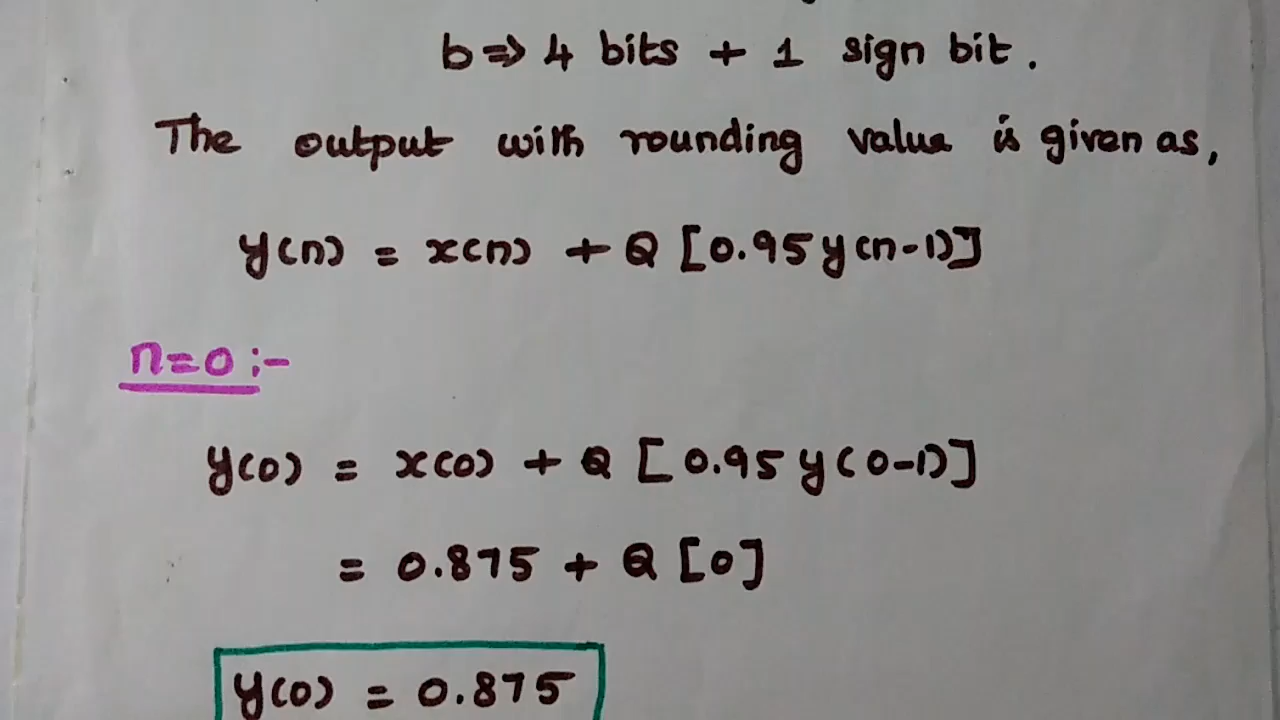 b ⇒ 4 bits + 1 sign bit.
The output with rounding value is given as,
y(n) = x(n) + Q [0.95 y(n-1)]
n=0 :-
y(0) = x(0) + Q [0.95 y(0-1)]
= 0.875 + Q [0]
y(0) = 0.875